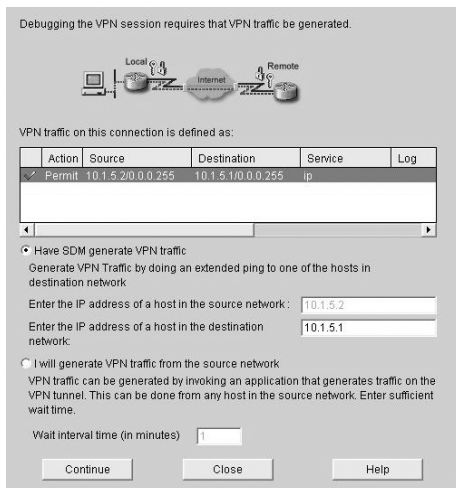 Debugging the VPN session requires that VPN traffic be generated.
Local
Internet
Remote
VPN traffic on this connection is defined as:
Action Source Destination Service Log
Permit 10.1.5.2/0.0.0.255 10.1.5.1/0.0.0.255 ip
Have SDM generate VPN traffic
Generate VPN Traffic by doing an extended ping to one of the hosts in
destination network
Enter the IP address of a host in the source network : 10.1.5.2
Enter the IP address of a host in the destination
network: 10.1.5.1
I will generate VPN traffic from the source network
VPN traffic can be generated by invoking an application that generates traffic on the
VPN tunnel. This can be done from any host in the source network. Enter sufficient
wait time.
Wait interval time (in minutes) 1
Continue Close Help